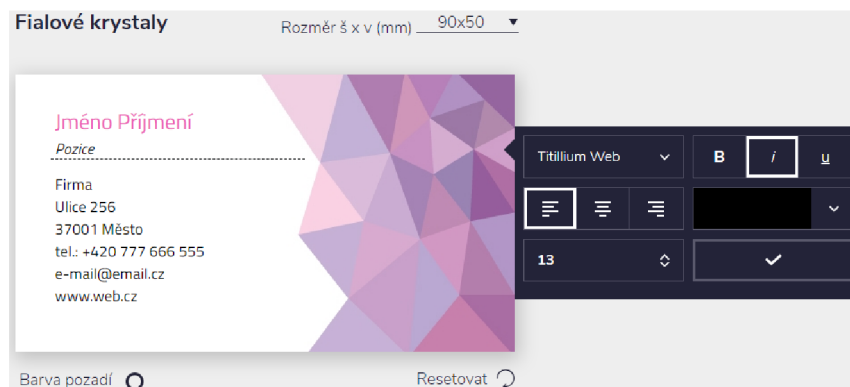 Fialové krystaly
Rozměr š x v (mm) 90x50
Jméno Příjmení
Pozice
Firma
Ulice 256
37001 Město
tel.: +420 777 666 555
e-mail@email.cz
www.web.cz
Titillium Web
B i u
13
Barva pozadí
Resetovat